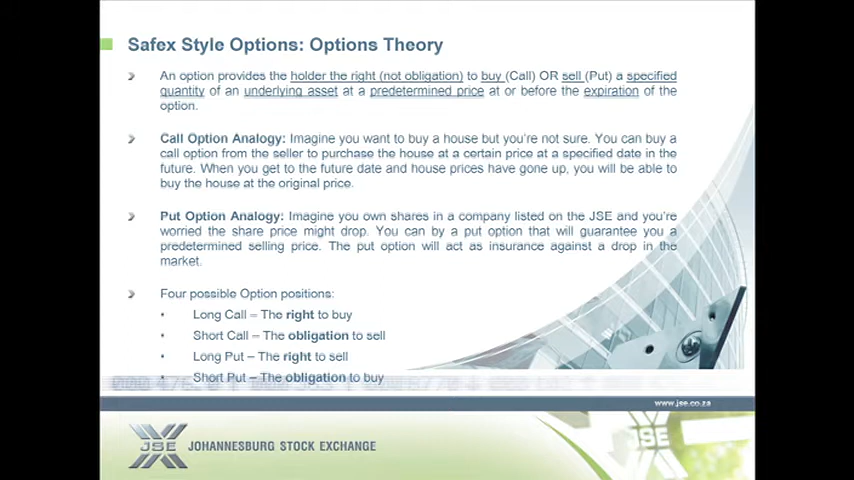 Safex Style Options: Options Theory
An option provides the holder the right (not obligation) to buy (Call) OR sell (Put) a specified
quantity of an underlying asset at a predetermined price at or before the expiration of the
option.
Call Option Analogy: Imagine you want to buy a house but you're not sure. You can buy a
call option from the seller to purchase the house at a certain price at a specified date in the
future. When you get to the future date and house prices have gone up, you will be able to
buy the house at the original price.
Put Option Analogy: Imagine you own shares in a company listed on the JSE and you're
worried the share price might drop. You can by a put option that will guarantee you a
predetermined selling price. The put option will act as insurance against a drop in the
market.
Four possible Option positions:
• Long Call – The right to buy
• Short Call – The obligation to sell
• Long Put – The right to sell
• Short Put – The obligation to buy
www.jse.co.za
JSE JOHANNESBURG STOCK EXCHANGE
JSE